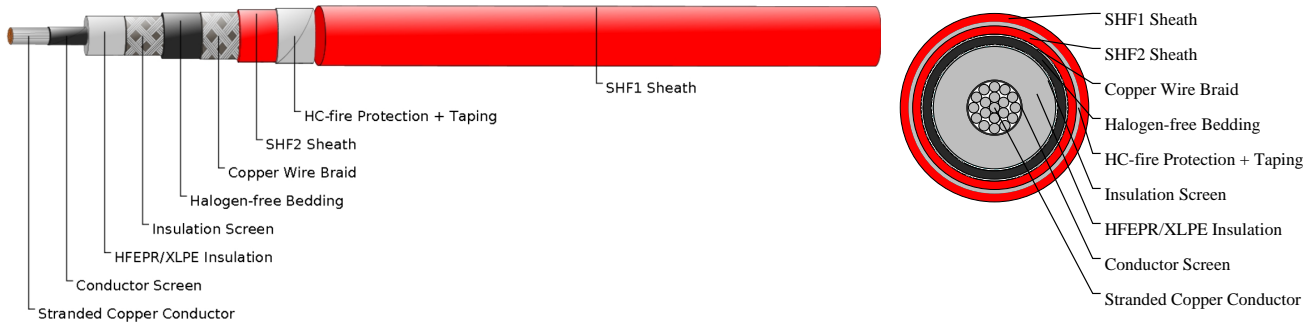 SHF1 Sheath
HC-fire Protection + Taping
SHF2 Sheath
Copper Wire Braid
Halogen-free Bedding
Insulation Screen
HFEPR/XLPE Insulation
Conductor Screen
Stranded Copper Conductor
SHF1 Sheath
SHF2 Sheath
Copper Wire Braid
Halogen-free Bedding
HC-fire Protection + Taping
Insulation Screen
HFEPR/XLPE Insulation
Conductor Screen
Stranded Copper Conductor